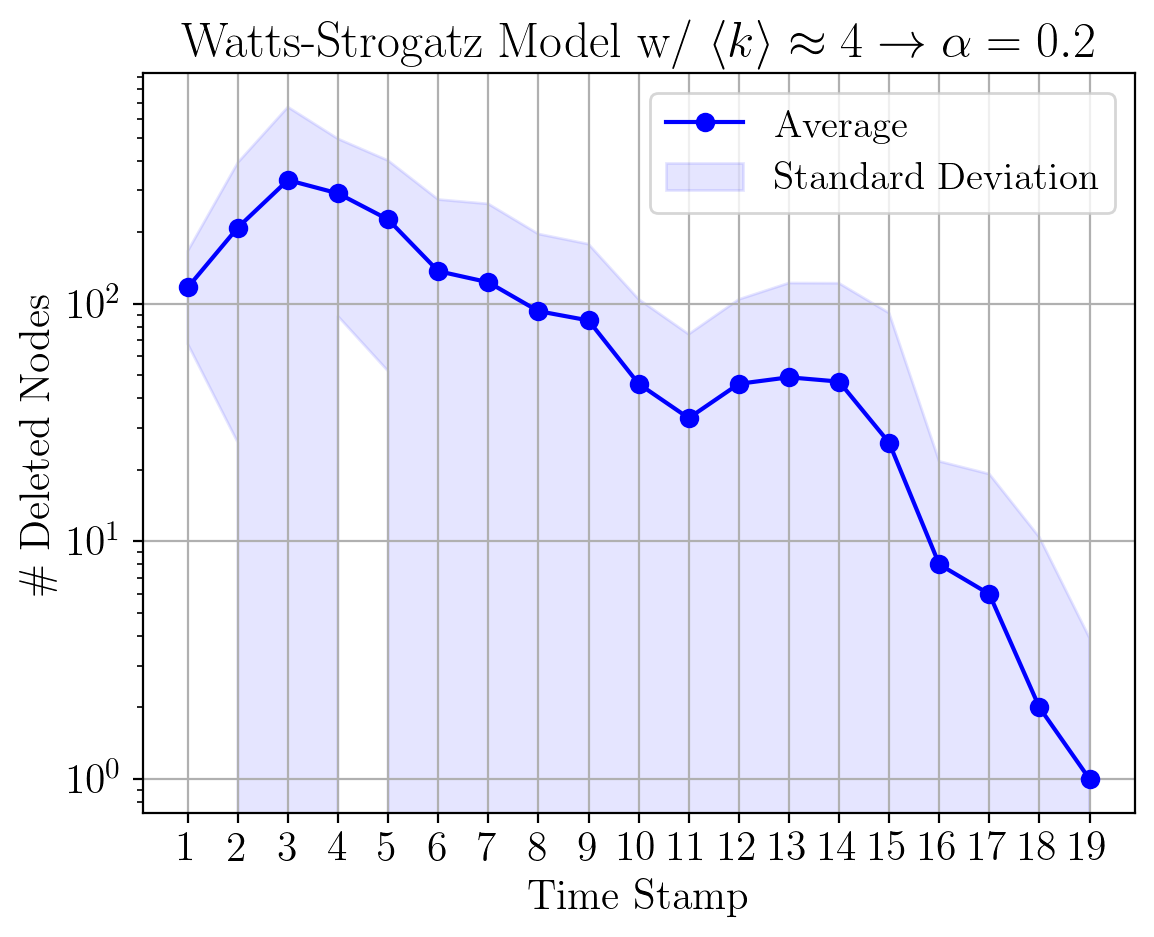 Watts-Strogatz Model w/ ⟨k⟩ ≈ 4 → α = 0.2
Average
Standard Deviation
# Deleted Nodes
10²
10¹
10⁰
1 2 3 4 5 6 7 8 9 10 11 12 13 14 15 16 17 18 19
Time Stamp